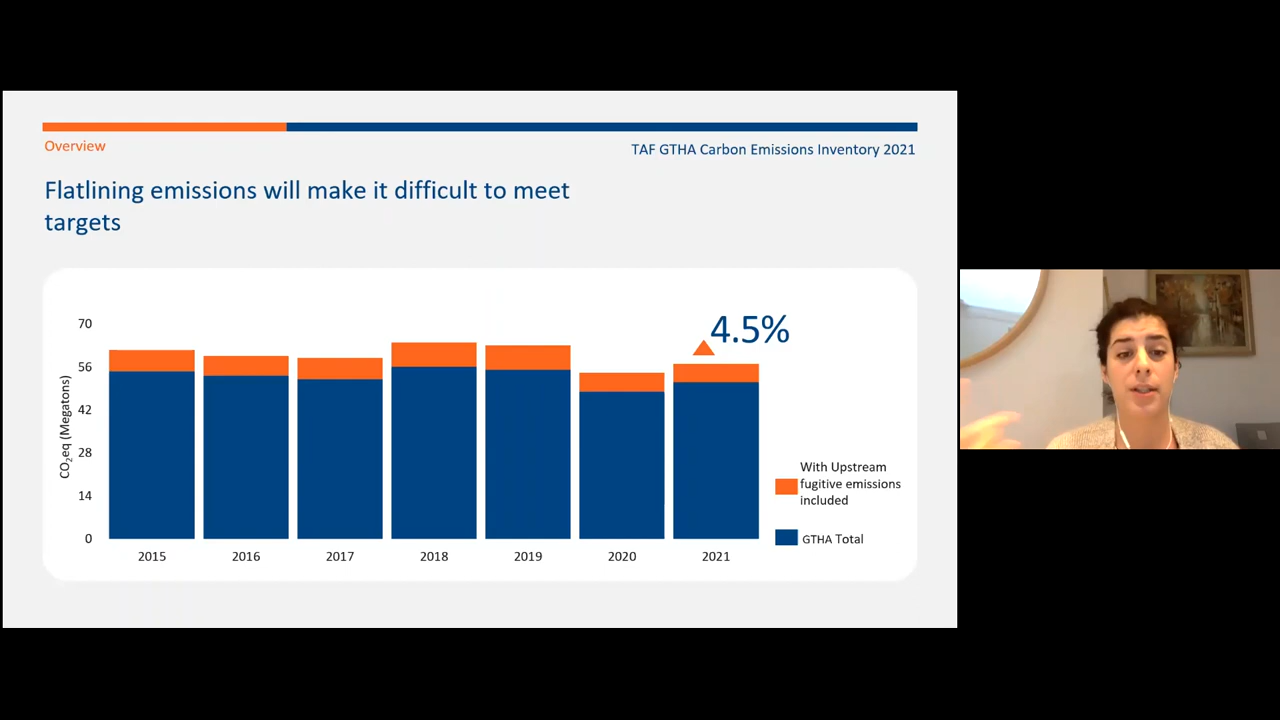 Overview
TAF GTHA Carbon Emissions Inventory 2021
Flatlining emissions will make it difficult to meet
targets
4.5%
70
56
42
28
14
0
CO₂eq (Megatons)
2015
2016
2017
2018
2019
2020
2021
With Upstream
fugitive emissions
included
GTHA Total